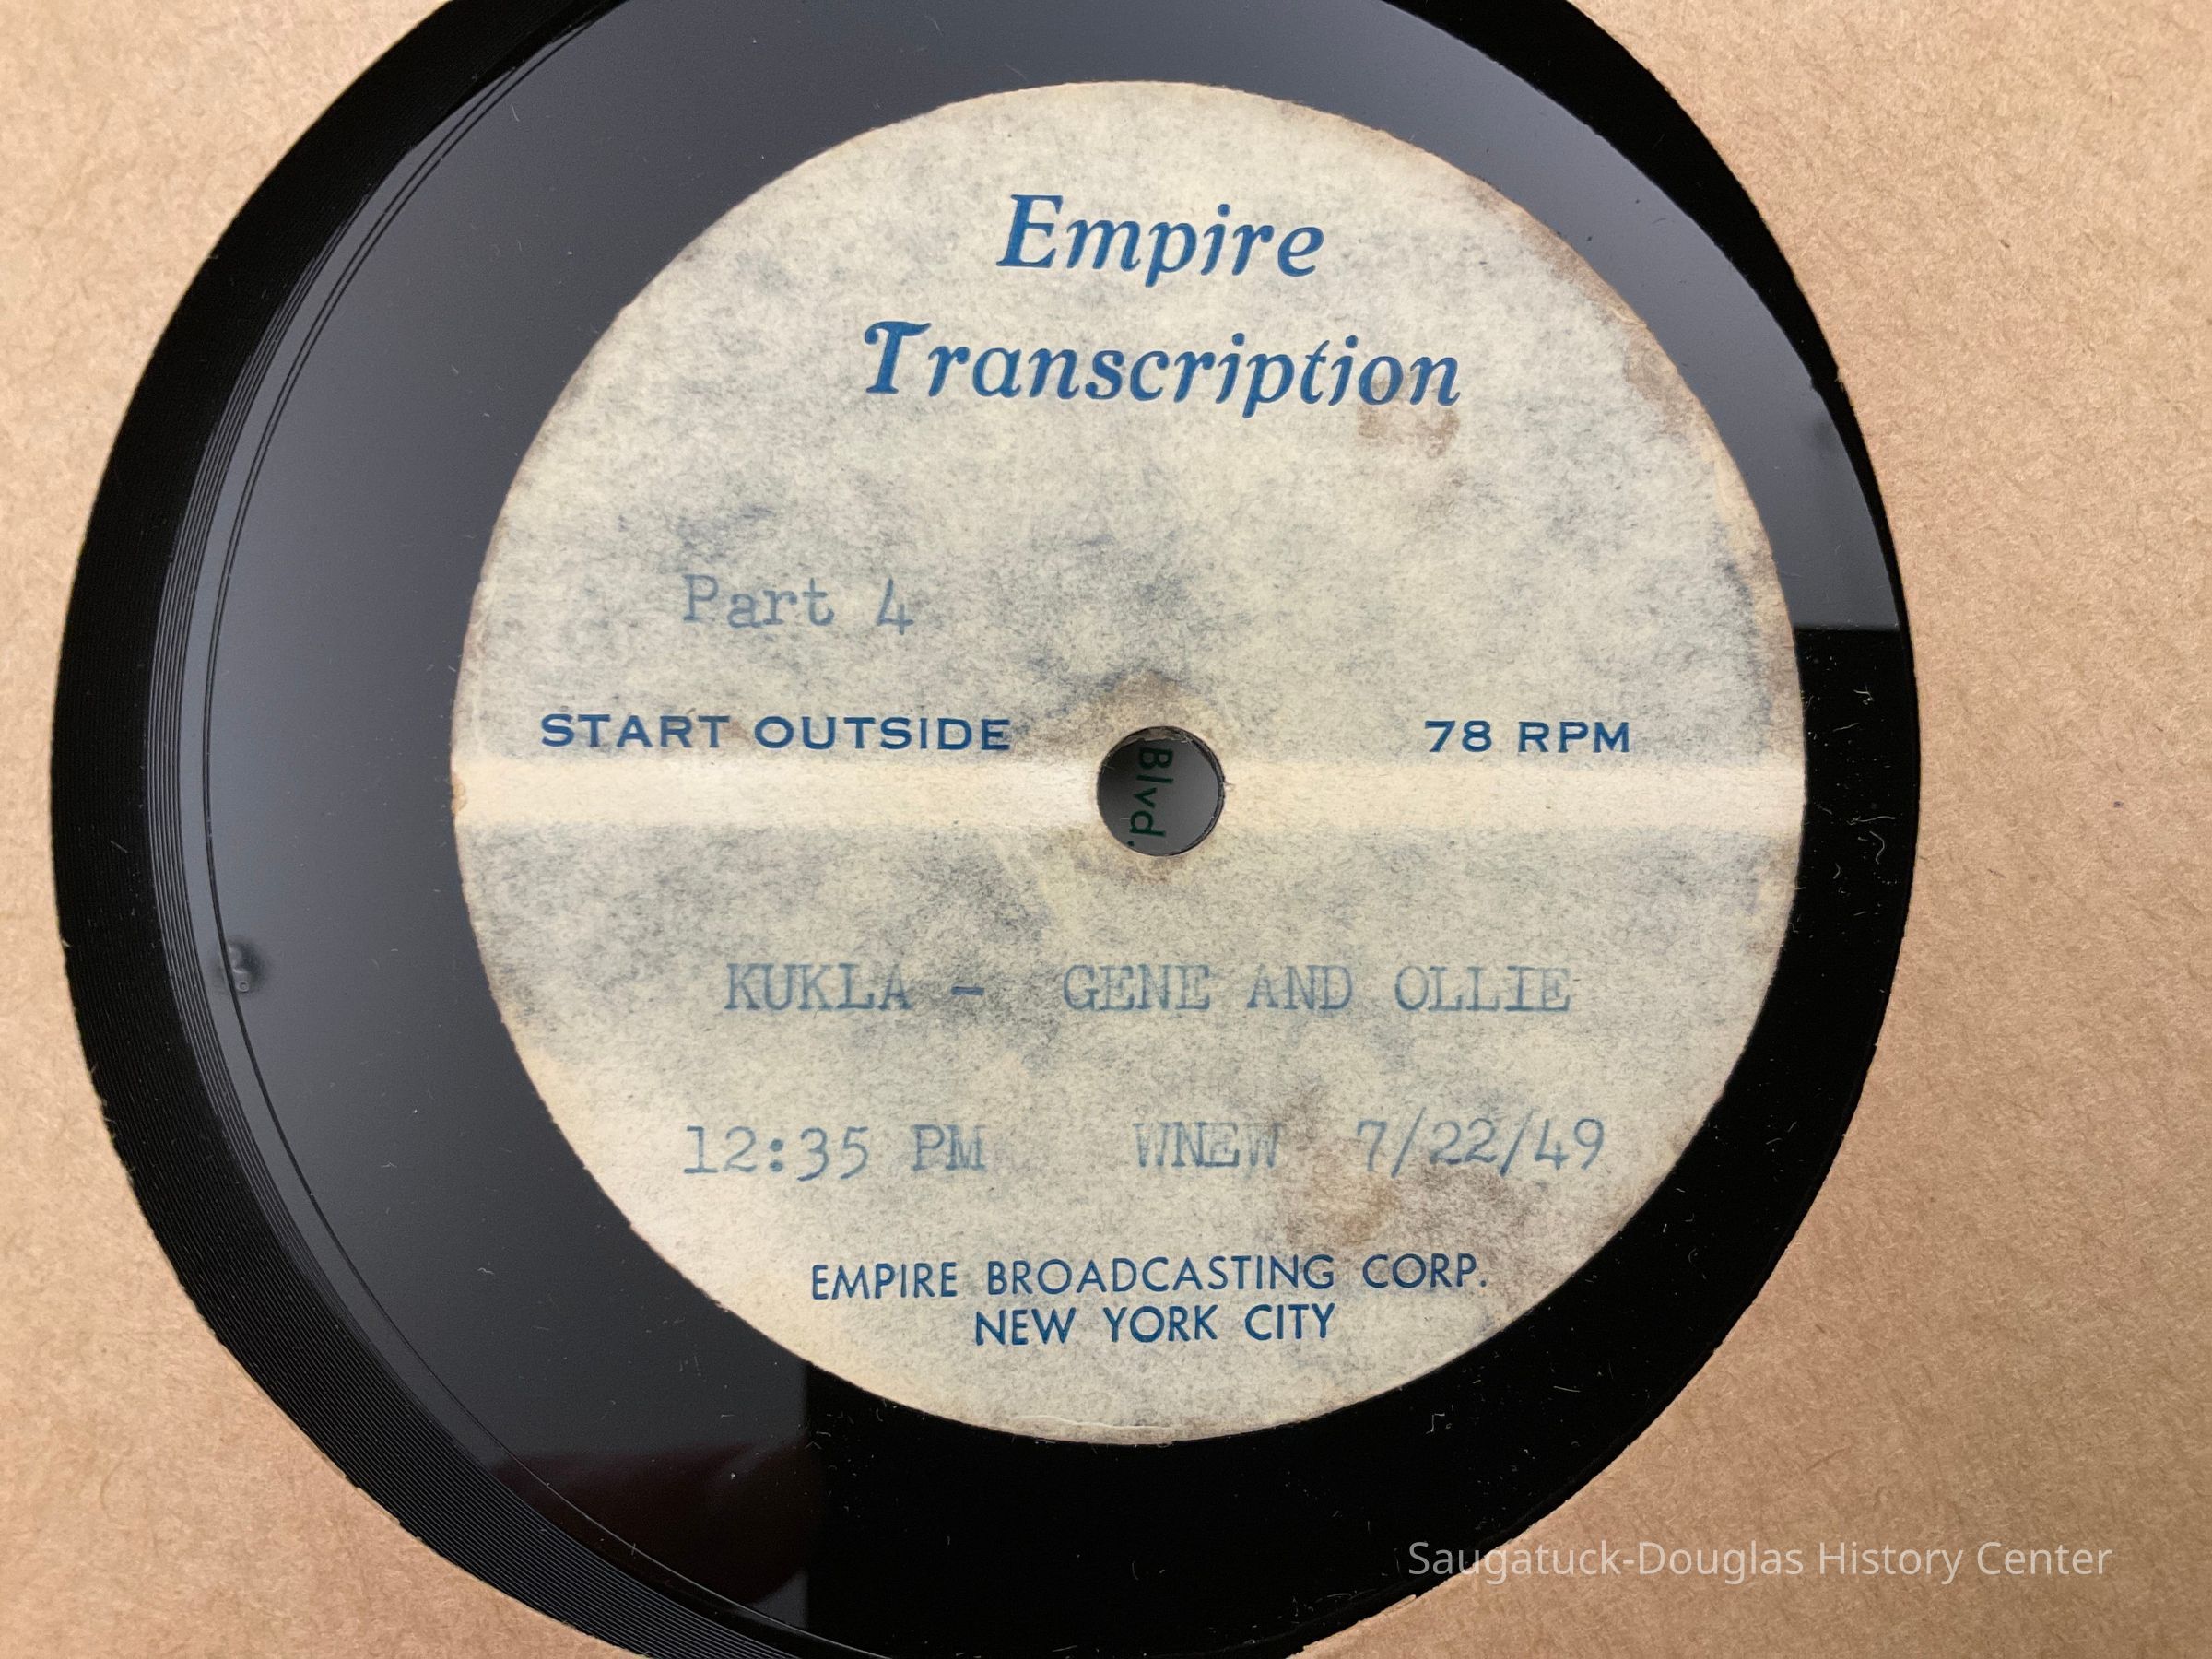 Empire
Transcription
Part 4
START OUTSIDE 78 RPM
Blvd.
KUKLA - GENE AND OLLIE
12:35 PM WNEW 7/22/49
EMPIRE BROADCASTING CORP.
NEW YORK CITY
Saugatuck-Douglas History Center